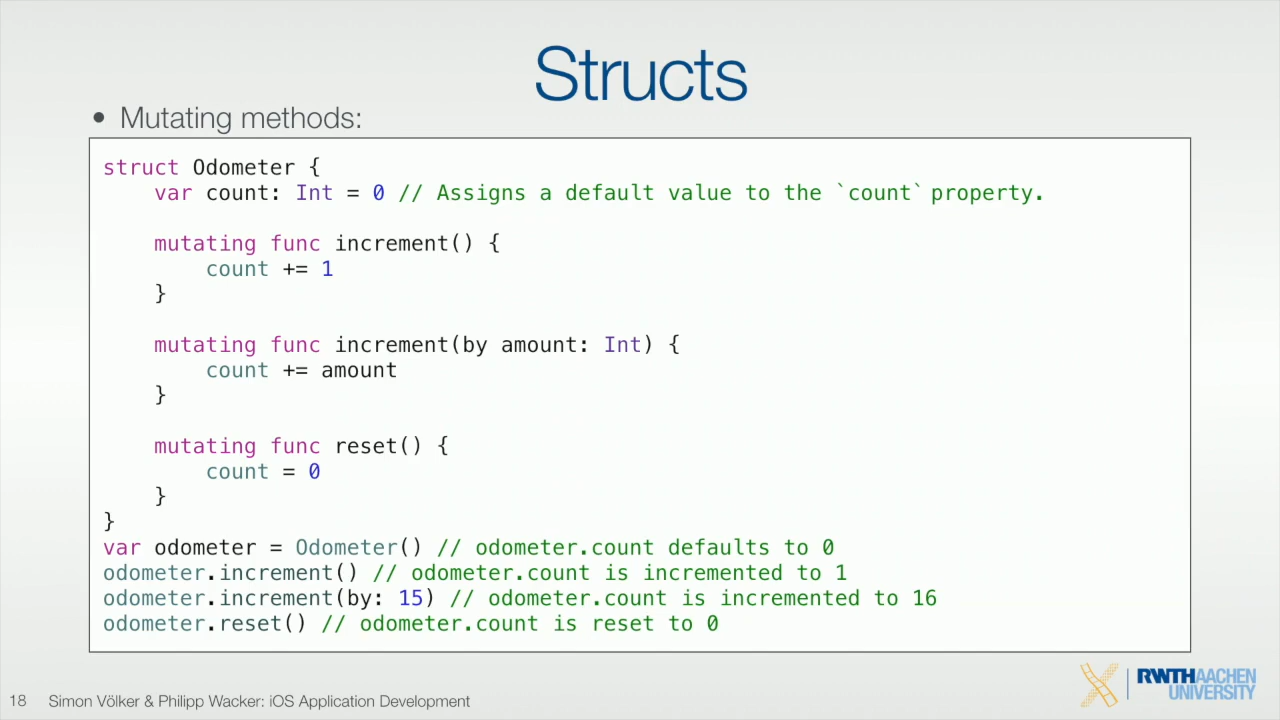 Structs
• Mutating methods:
struct Odometer {
    var count: Int = 0 // Assigns a default value to the `count` property.

    mutating func increment() {
        count += 1
    }

    mutating func increment(by amount: Int) {
        count += amount
    }

    mutating func reset() {
        count = 0
    }
}
var odometer = Odometer() // odometer.count defaults to 0
odometer.increment() // odometer.count is incremented to 1
odometer.increment(by: 15) // odometer.count is incremented to 16
odometer.reset() // odometer.count is reset to 0
18 Simon Völker & Philipp Wacker: iOS Application Development
RWTHAACHEN
UNIVERSITY